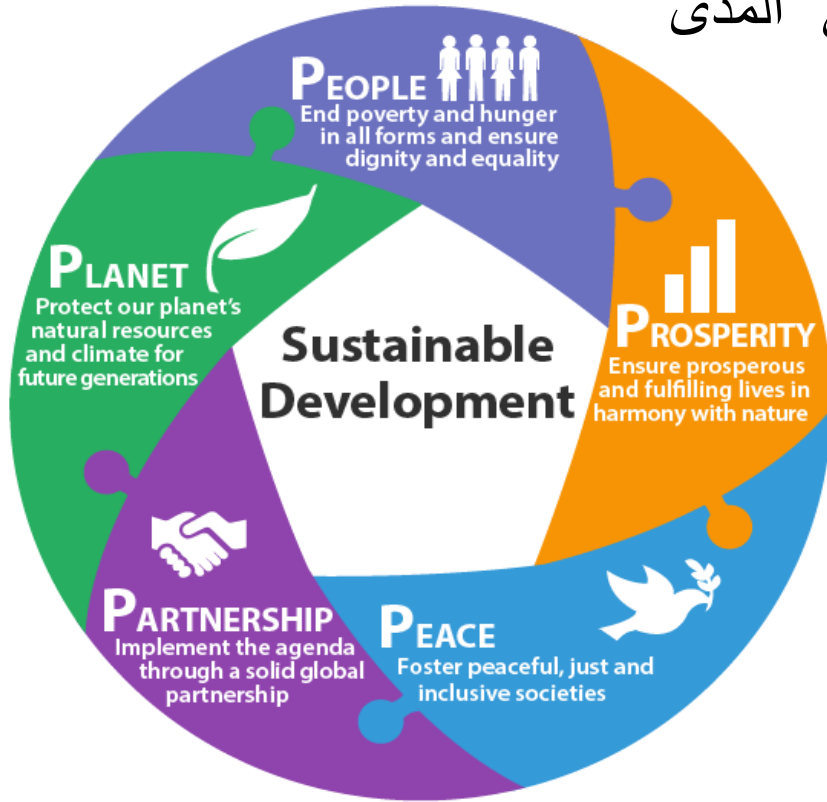 المدى
PEOPLE
End poverty and hunger
in all forms and ensure
dignity and equality
PLANET
Protect our planet's
natural resources
and climate for
future generations
PROSPERITY
Ensure prosperous
and fulfilling lives in
harmony with nature
Sustainable
Development
PARTNERSHIP
Implement the agenda
through a solid global
partnership
PEACE
Foster peaceful, just and
inclusive societies